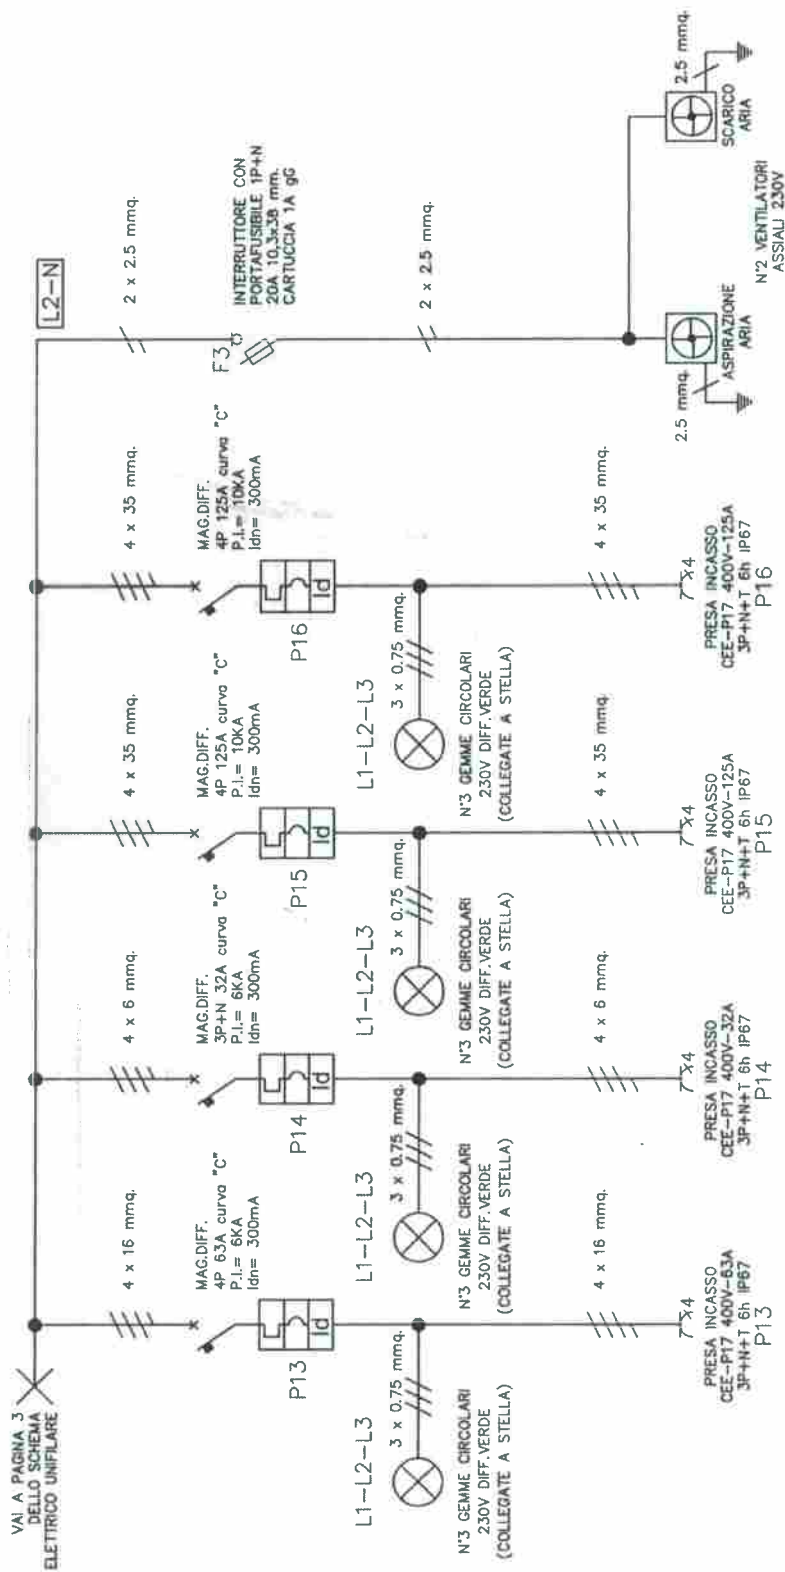 VAI A PAGINA 3
DELLO SCHEMA
ELETTRICO UNIFILARE
4 x 16 mmq.
MAG.DIFF.
4P 63A curva "C"
P.I.= 6KA
Idn= 300mA
Id
P13
L1-L2-L3
3 x 0.75 mmq.
N°3 GEMME CIRCOLARI
230V DIFF.VERDE
(COLLEGATE A STELLA)
4 x 16 mmq.
x4
PRESA INCASSO
CEE-P17 400V-63A
3P+N+T 6h IP67
P13
4 x 6 mmq.
MAG.DIFF.
3P+N 32A curva "C"
P.I.= 6KA
Idn= 300mA
Id
P14
L1-L2-L3
3 x 0.75 mmq.
N°3 GEMME CIRCOLARI
230V DIFF.VERDE
(COLLEGATE A STELLA)
4 x 6 mmq.
x4
PRESA INCASSO
CEE-P17 400V-32A
3P+N+T 6h IP67
P14
4 x 35 mmq.
MAG.DIFF.
4P 125A curva "C"
P.I.= 10KA
Idn= 300mA
Id
P15
L1-L2-L3
3 x 0.75 mmq.
N°3 GEMME CIRCOLARI
230V DIFF.VERDE
(COLLEGATE A STELLA)
4 x 35 mmq.
x4
PRESA INCASSO
CEE-P17 400V-125A
3P+N+T 6h IP67
P15
4 x 35 mmq.
MAG.DIFF.
4P 125A curva "C"
P.I.= 10KA
Idn= 300mA
Id
P16
L1-L2-L3
3 x 0.75 mmq.
N°3 GEMME CIRCOLARI
230V DIFF.VERDE
(COLLEGATE A STELLA)
4 x 35 mmq.
x4
PRESA INCASSO
CEE-P17 400V-125A
3P+N+T 6h IP67
P16
L2-N
2 x 2.5 mmq.
F3
INTERRUTTORE CON
PORTAFUSIBILE 1P+N
20A 10,3x38 mm.
CARTUCCIA 1A gG
2 x 2.5 mmq.
2.5 mmq.
ASPIRAZIONE
ARIA
2.5 mmq.
SCARICO
ARIA
N°2 VENTILATORI
ASSIALI 230V